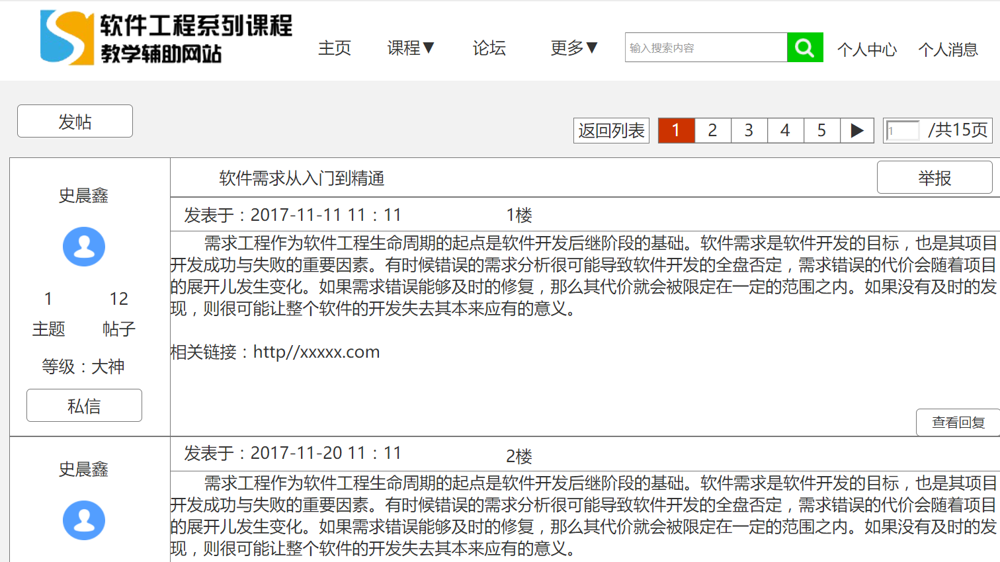 软件工程系列课程
教学辅助网站
主页 课程▼ 论坛 更多▼ 输入搜索内容 个人中心 个人消息
发帖
返回列表 1 2 3 4 5 ▶ 1 /共15页
史晨鑫
1 12
主题 帖子
等级：大神
私信
软件需求从入门到精通 举报
发表于：2017-11-11 11：11 1楼
需求工程作为软件工程生命周期的起点是软件开发后继阶段的基础。软件需求是软件开发的目标，也是其项目
开发成功与失败的重要因素。有时候错误的需求分析很可能导致软件开发的全盘否定，需求错误的代价会随着项目
的展开儿发生变化。如果需求错误能够及时的修复，那么其代价就会被限定在一定的范围之内。如果没有及时的发
现，则很可能让整个软件的开发失去其本来应有的意义。
相关链接：http//xxxxx.com
查看回复
史晨鑫
发表于：2017-11-20 11：11 2楼
需求工程作为软件工程生命周期的起点是软件开发后继阶段的基础。软件需求是软件开发的目标，也是其项目
开发成功与失败的重要因素。有时候错误的需求分析很可能导致软件开发的全盘否定，需求错误的代价会随着项目
的展开儿发生变化。如果需求错误能够及时的修复，那么其代价就会被限定在一定的范围之内。如果没有及时的发
现，则很可能让整个软件的开发失去其本来应有的意义。